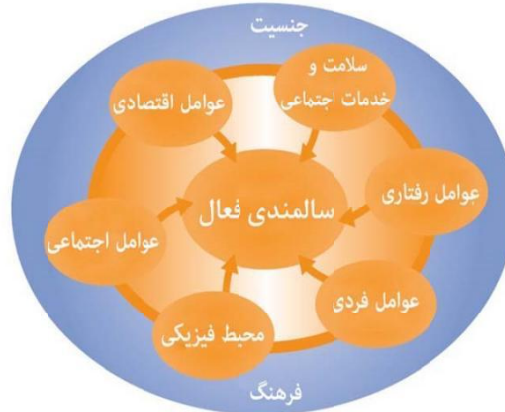 جنسیت
سلامت و
خدمات اجتماعی
عوامل اقتصادی
عوامل رفتاری
سالمندی فعال
عوامل اجتماعی
عوامل فردی
محیط فیزیکی
فرهنگ